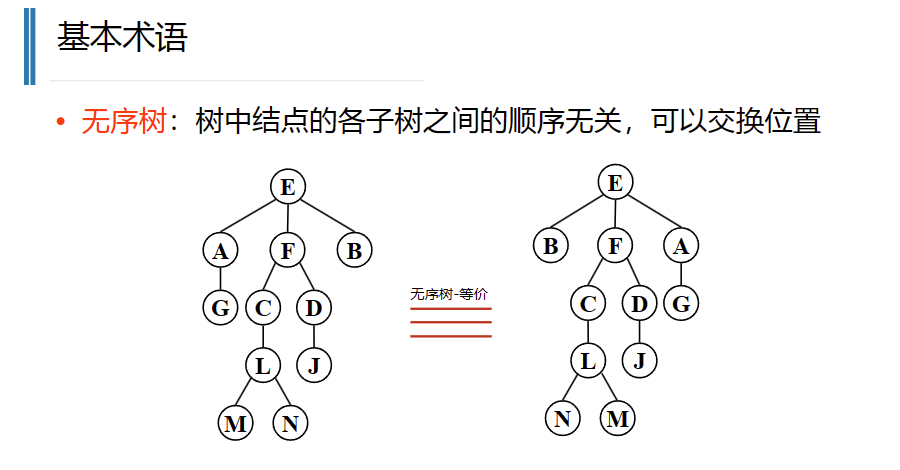 基本术语
• 无序树：树中结点的各子树之间的顺序无关，可以交换位置
E
A F B
G C D
L J
M N
无序树-等价
E
B F A
C D G
L J
N M